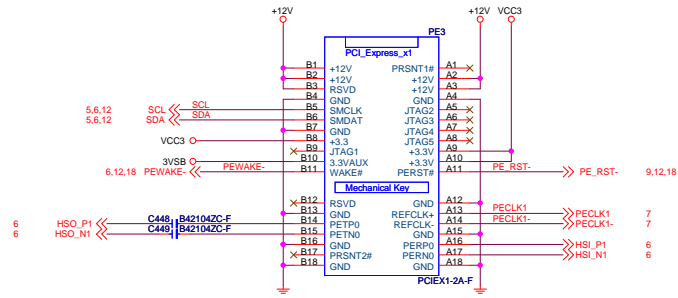 +12V +12V VCC3
PE3
PCI_Express_x1
B1 +12V PRSNT1# A1
B2 +12V +12V A2
B3 RSVD +12V A3
B4 GND GND A4
5,6,12 SCL SCL B5 SMCLK JTAG2 A5
5,6,12 SDA SDA B6 SMDAT JTAG3 A6
B7 GND JTAG4 A7
VCC3 B8 +3.3 JTAG5 A8
B9 JTAG1 +3.3V A9
3VSB B10 3.3VAUX +3.3V A10
6,12,18 PEWAKE- PEWAKE- B11 WAKE# PERST# A11 PE_RST- PE_RST- 9,12,18
Mechanical Key
B12 RSVD GND A12
B13 GND REFCLK+ A13 PECLK1 PECLK1 7
6 HSO_P1 C448 B42104ZC-F B14 PETP0 REFCLK- A14 PECLK1- PECLK1- 7
6 HSO_N1 C449 B42104ZC-F B15 PETN0 GND A15
B16 GND PERP0 A16 HSI_P1 6
B17 PRSNT2# PERN0 A17 HSI_N1 6
B18 GND GND A18
PCIEX1-2A-F